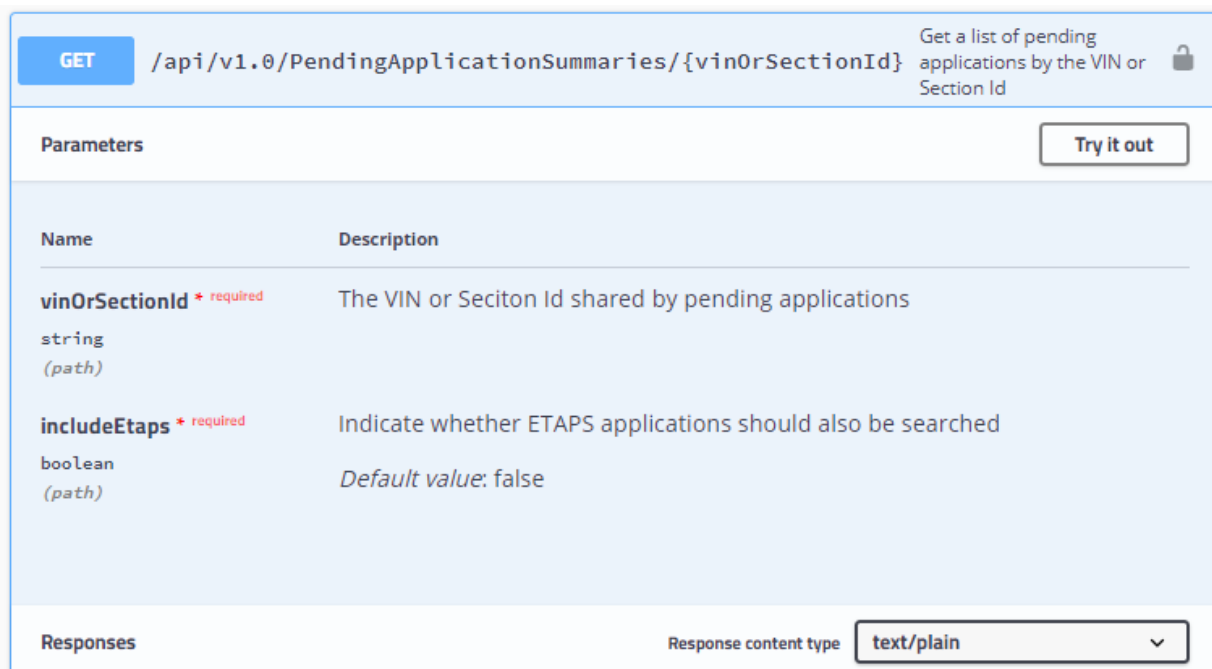 GET /api/v1.0/PendingApplicationSummaries/{vinOrSectionId}
Get a list of pending
applications by the VIN or
Section Id
Parameters
Try it out
Name Description
vinOrSectionId * required
The VIN or Seciton Id shared by pending applications
string
(path)
includeEtaps * required
Indicate whether ETAPS applications should also be searched
boolean
Default value: false
(path)
Responses
Response content type text/plain